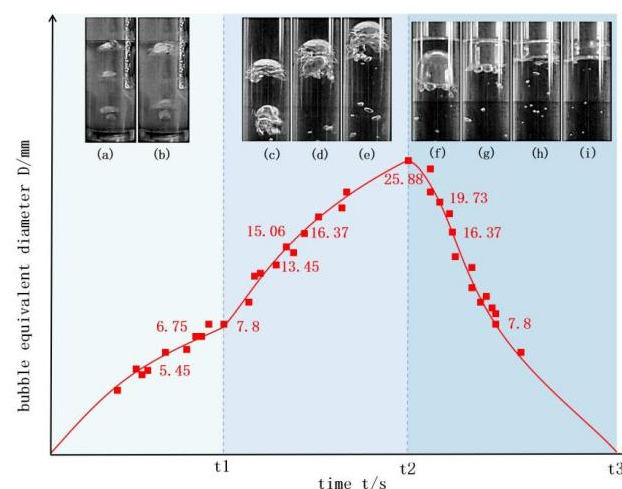 bubble equivalent diameter D/mm
(a) (b) (c) (d) (e) (f) (g) (h) (i)
25.88
19.73
15.06 16.37 16.37
13.45
6.75 7.8 7.8
5.45
t1 t2 t3
time t/s